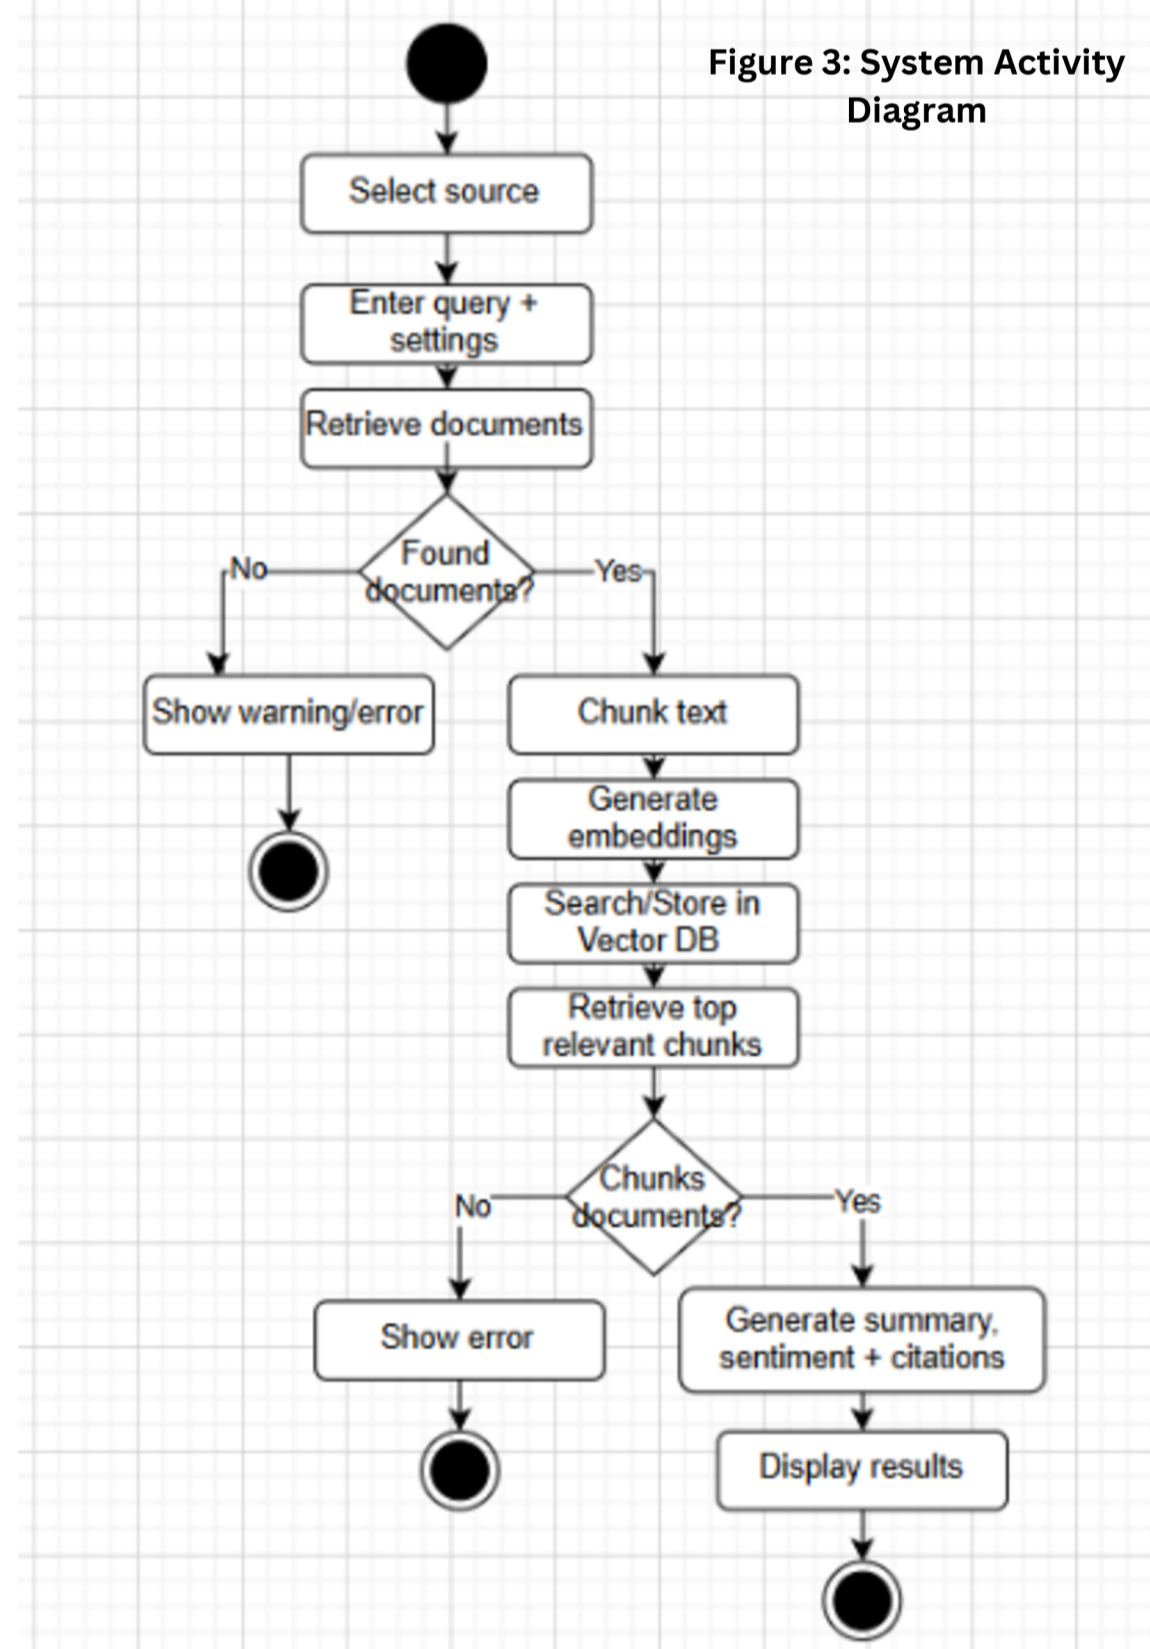 Figure 3: System Activity
Diagram
Select source
Enter query +
settings
Retrieve documents
Found
documents?
No
Yes
Show warning/error
Chunk text
Generate
embeddings
Search/Store in
Vector DB
Retrieve top
relevant chunks
Chunks
documents?
No
Yes
Show error
Generate summary,
sentiment + citations
Display results